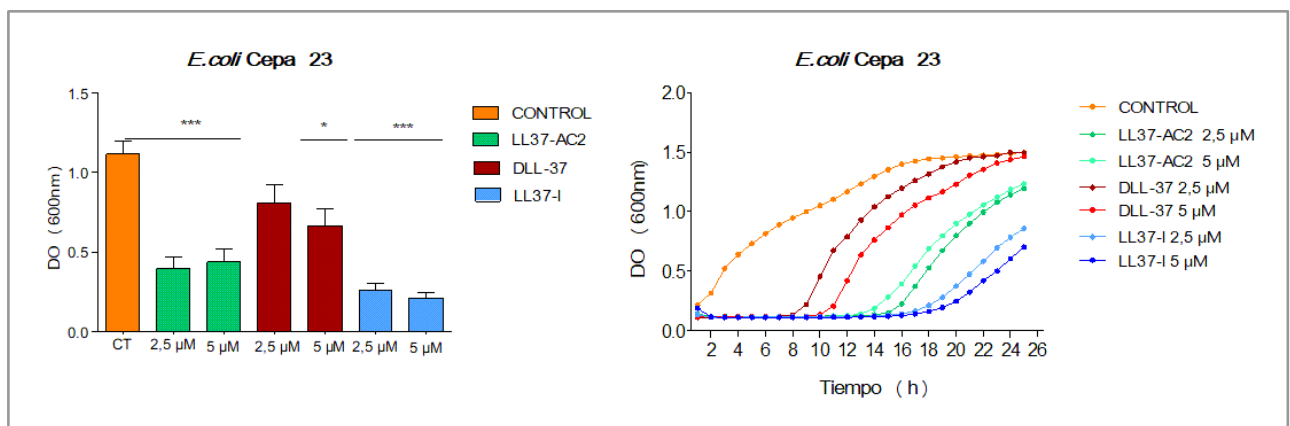 E.coli Cepa 23
DO (600nm)
1.5
1.0
0.5
0.0
***
*
***
CT
2,5 µM
5 µM
2,5 µM
5 µM
2,5 µM
5 µM
CONTROL
LL37-AC2
DLL-37
LL37-I
E.coli Cepa 23
DO (600nm)
2.0
1.5
1.0
0.5
0.0
2 4 6 8 10 12 14 16 18 20 22 24 26
Tiempo (h)
CONTROL
LL37-AC2 2,5 µM
LL37-AC2 5 µM
DLL-37 2,5 µM
DLL-37 5 µM
LL37-I 2,5 µM
LL37-I 5 µM